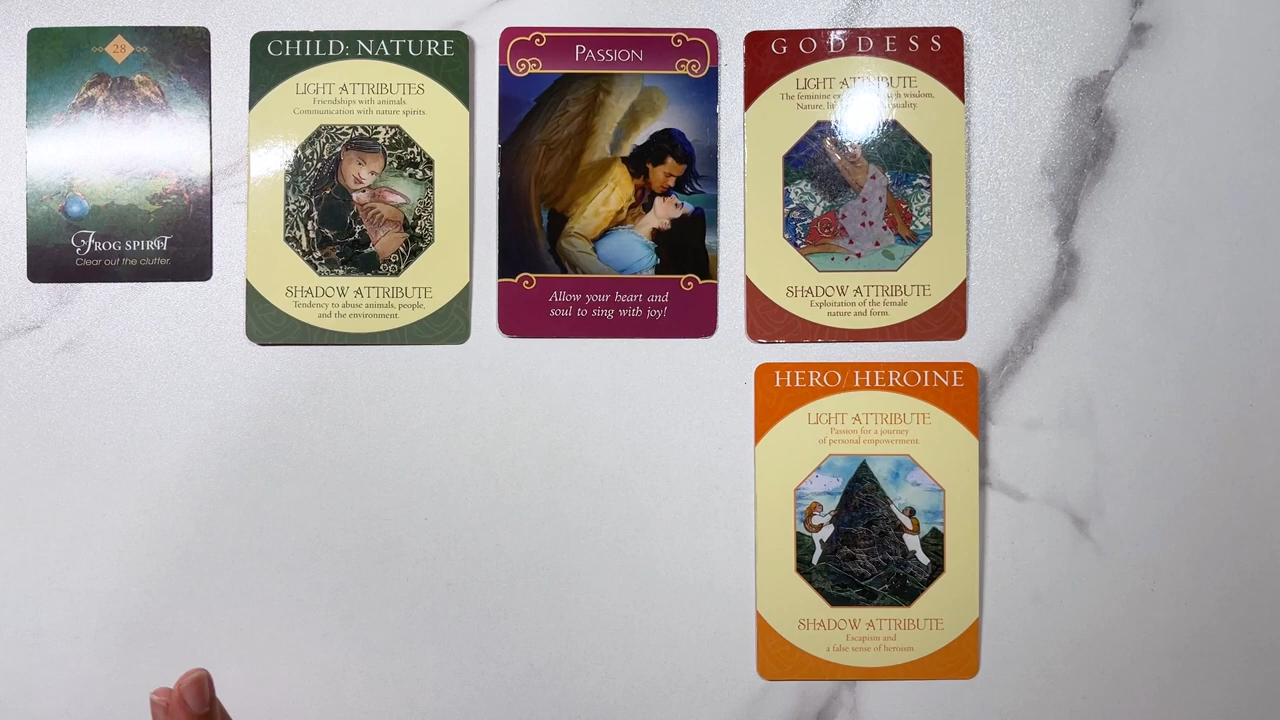 28
FROG SPIRIT
Clear out the clutter.
CHILD: NATURE
LIGHT ATTRIBUTES
Friendships with animals.
Communication with nature spirits.
SHADOW ATTRIBUTE
Tendency to abuse animals, people,
and the environment.
PASSION
Allow your heart and
soul to sing with joy!
GODDESS
LIGHT ATTRIBUTE
The feminine wisdom,
Nature,
SHADOW ATTRIBUTE
Exploitation of the female
nature and form.
HERO/HEROINE
LIGHT ATTRIBUTE
Passion for a journey
of personal empowerment.
SHADOW ATTRIBUTE
Escapism and
a false sense of heroism